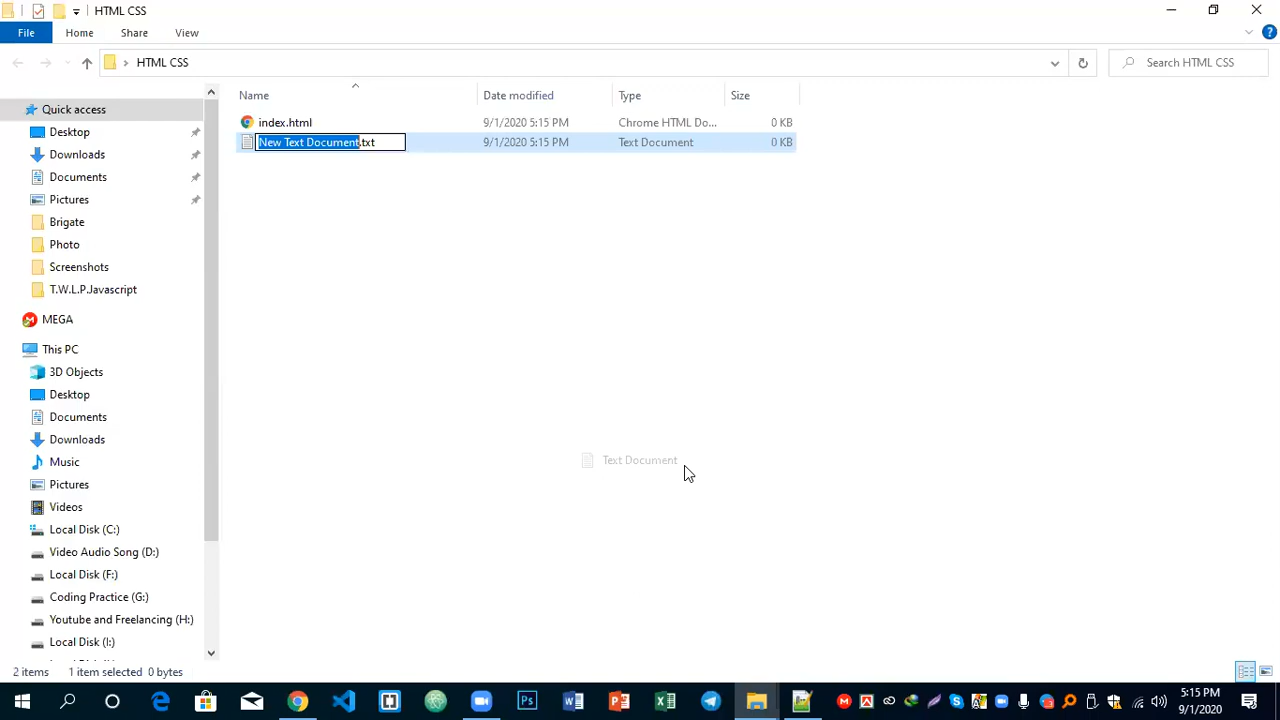 HTML CSS
File Home Share View
HTML CSS
Search HTML CSS
Name Date modified Type Size
index.html 9/1/2020 5:15 PM Chrome HTML Do... 0 KB
New Text Document.txt 9/1/2020 5:15 PM Text Document 0 KB
Text Document
Quick access
Desktop
Downloads
Documents
Pictures
Brigate
Photo
Screenshots
T.W.L.P.Javascript
MEGA
This PC
3D Objects
Desktop
Documents
Downloads
Music
Pictures
Videos
Local Disk (C:)
Video Audio Song (D:)
Local Disk (F:)
Coding Practice (G:)
Youtube and Freelancing (H:)
Local Disk (I:)
2 items 1 item selected 0 bytes
5:15 PM
9/1/2020